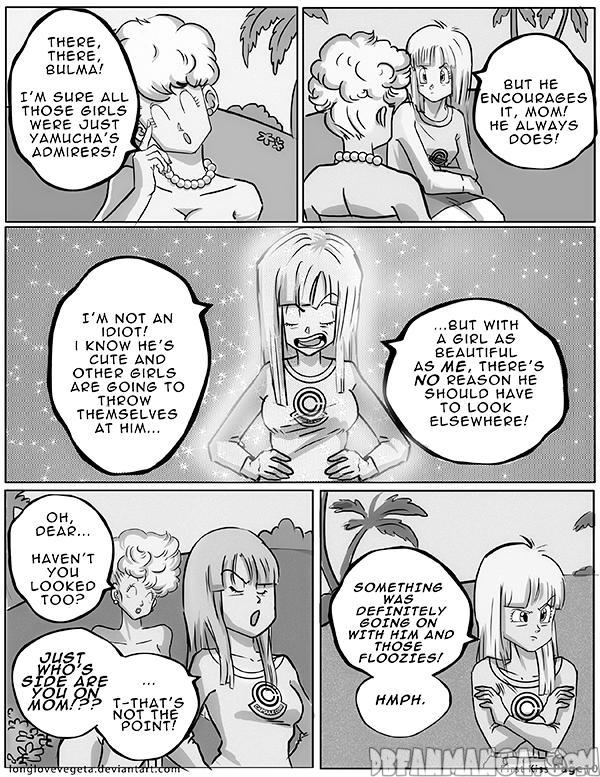 THERE,
THERE,
BULMA!
I'M SURE ALL
THOSE GIRLS
WERE JUST
YAMUCHA'S
ADMIRERS!
BUT HE
ENCOURAGES
IT, MOM!
HE ALWAYS
DOES!
I'M NOT AN
IDIOT!
I KNOW HE'S
CUTE AND
OTHER GIRLS
ARE GOING TO
THROW
THEMSELVES
AT HIM...
...BUT WITH
A GIRL AS
BEAUTIFUL
AS ME, THERE'S
NO REASON HE
SHOULD HAVE
TO LOOK
ELSEWHERE!
OH,
DEAR...
HAVEN'T
YOU
LOOKED
TOO?
...
T-THAT'S
NOT THE
POINT!
JUST
WHO'S
SIDE ARE
YOU ON
MOM!??
SOMETHING
WAS
DEFINITELY
GOING ON
WITH HIM AND
THOSE
FLOOZIES!
HMPH.
longlovevegeta.deviantart.com
DBFANMANGA.COM